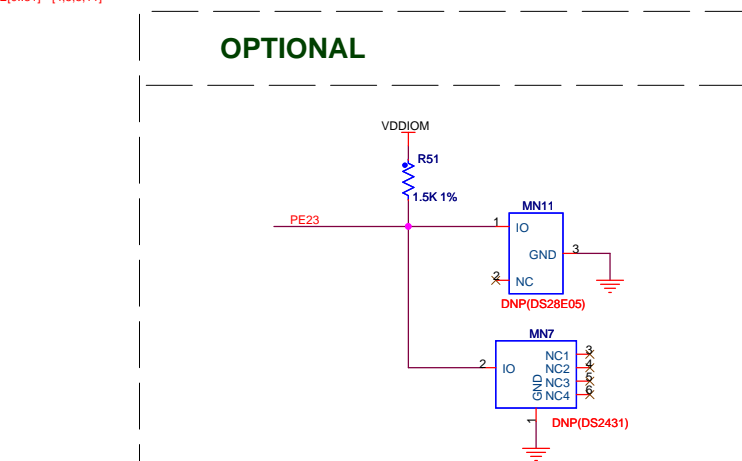 OPTIONAL
VDDIOM
R51
1.5K 1%
PE23
MN11
1
IO
GND
3
2
NC
DNP(DS28E05)
MN7
2
IO
NC1
3
NC2
4
NC3
5
NC4
6
GND
1
DNP(DS2431)